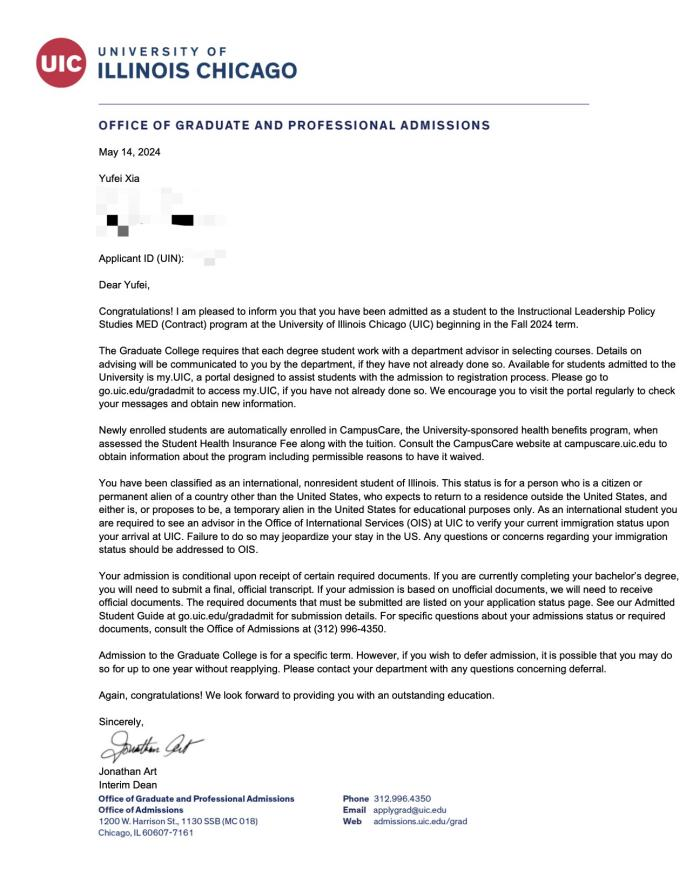 UIC
UNIVERSITY OF
ILLINOIS CHICAGO
OFFICE OF GRADUATE AND PROFESSIONAL ADMISSIONS
May 14, 2024
Yufei Xia
Applicant ID (UIN):
Dear Yufei,
Congratulations! I am pleased to inform you that you have been admitted as a student to the Instructional Leadership Policy
Studies MED (Contract) program at the University of Illinois Chicago (UIC) beginning in the Fall 2024 term.
The Graduate College requires that each degree student work with a department advisor in selecting courses. Details on
advising will be communicated to you by the department, if they have not already done so. Available for students admitted to the
University is my.UIC, a portal designed to assist students with the admission to registration process. Please go to
go.uic.edu/gradadmit to access my.UIC, if you have not already done so. We encourage you to visit the portal regularly to check
your messages and obtain new information.
Newly enrolled students are automatically enrolled in CampusCare, the University-sponsored health benefits program, when
assessed the Student Health Insurance Fee along with the tuition. Consult the CampusCare website at campuscare.uic.edu to
obtain information about the program including permissible reasons to have it waived.
You have been classified as an international, nonresident student of Illinois. This status is for a person who is a citizen or
permanent alien of a country other than the United States, who expects to return to a residence outside the United States, and
either is, or proposes to be, a temporary alien in the United States for educational purposes only. As an international student you
are required to see an advisor in the Office of International Services (OIS) at UIC to verify your current immigration status upon
your arrival at UIC. Failure to do so may jeopardize your stay in the US. Any questions or concerns regarding your immigration
status should be addressed to OIS.
Your admission is conditional upon receipt of certain required documents. If you are currently completing your bachelor's degree,
you will need to submit a final, official transcript. If your admission is based on unofficial documents, we will need to receive
official documents. The required documents that must be submitted are listed on your application status page. See our Admitted
Student Guide at go.uic.edu/gradadmit for submission details. For specific questions about your admissions status or required
documents, consult the Office of Admissions at (312) 996-4350.
Admission to the Graduate College is for a specific term. However, if you wish to defer admission, it is possible that you may do
so for up to one year without reapplying. Please contact your department with any questions concerning deferral.
Again, congratulations! We look forward to providing you with an outstanding education.
Sincerely,
Jonathan Art
Jonathan Art
Interim Dean
Office of Graduate and Professional Admissions
Office of Admissions
1200 W. Harrison St., 1130 SSB (MC 018)
Chicago, IL 60607-7161
Phone 312.996.4350
Email applygrad@uic.edu
Web admissions.uic.edu/grad